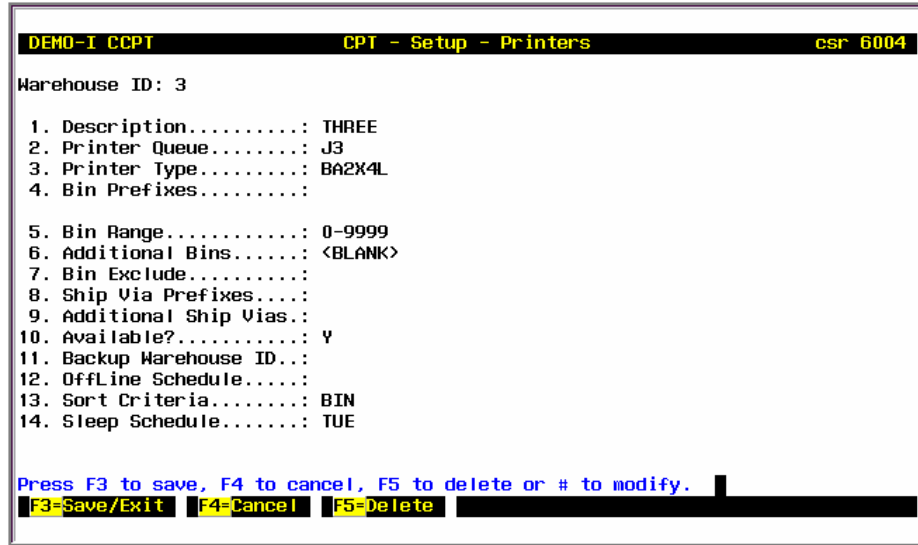 DEMO-I CCPT CPT - Setup - Printers csr 6004
Warehouse ID: 3
1. Description..........: THREE
2. Printer Queue........: J3
3. Printer Type.........: BA2X4L
4. Bin Prefixes.........:
5. Bin Range............: 0-9999
6. Additional Bins......: <BLANK>
7. Bin Exclude..........:
8. Ship Via Prefixes....:
9. Additional Ship Vias.:
10. Available?...........: Y
11. Backup Warehouse ID..:
12. OffLine Schedule.....:
13. Sort Criteria........: BIN
14. Sleep Schedule.......: TUE
Press F3 to save, F4 to cancel, F5 to delete or # to modify.
F3=Save/Exit F4=Cancel F5=Delete